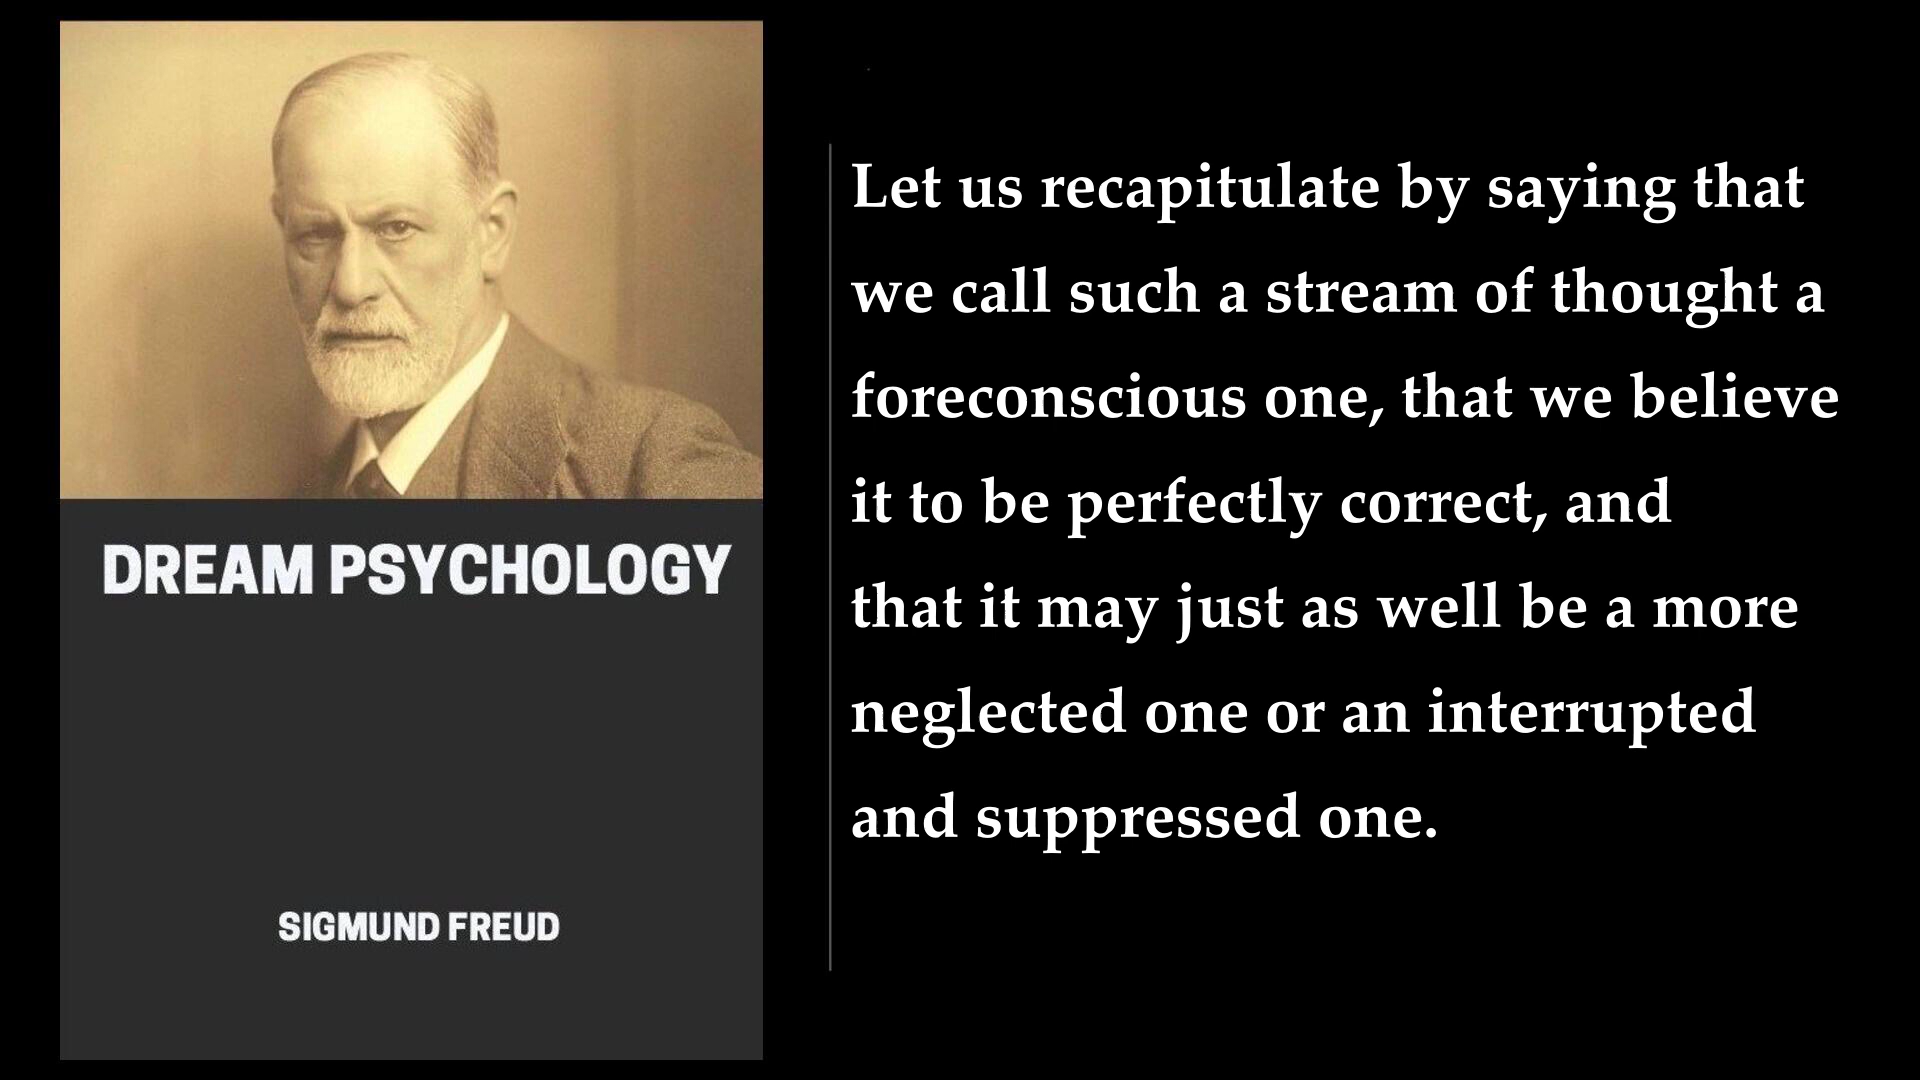 DREAM PSYCHOLOGY
SIGMUND FREUD
Let us recapitulate by saying that
we call such a stream of thought a
foreconscious one, that we believe
it to be perfectly correct, and
that it may just as well be a more
neglected one or an interrupted
and suppressed one.